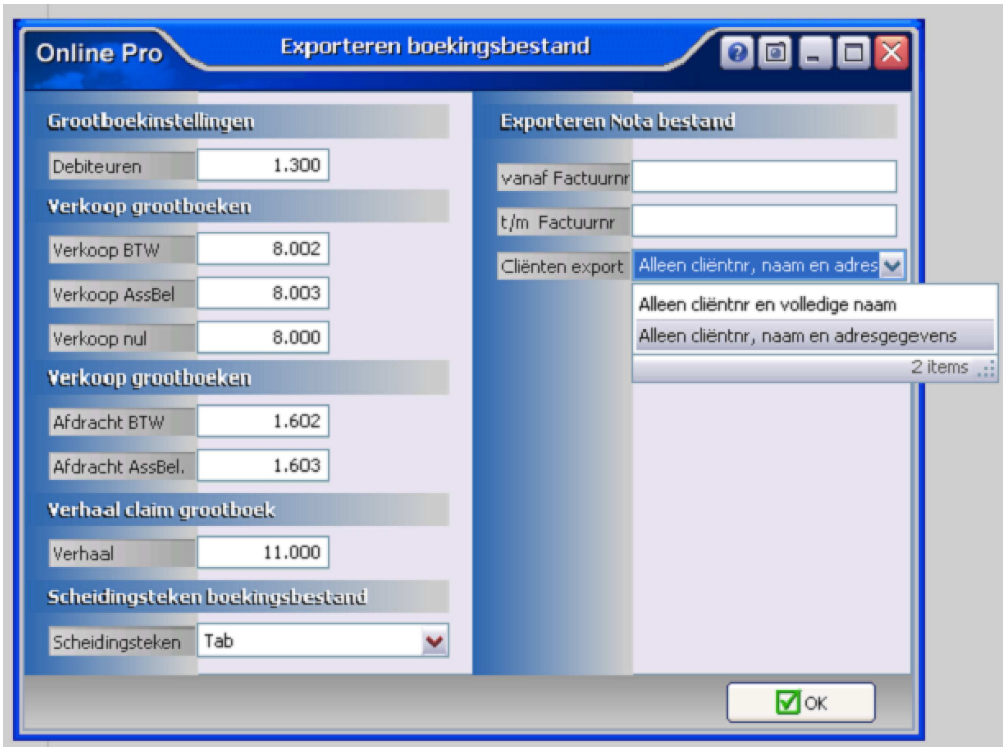 Online Pro
Exporteren boekingsbestand
Grootboekinstellingen
Debiteuren 1.300
Verkoop grootboeken
Verkoop BTW 8.002
Verkoop AssBel 8.003
Verkoop nul 8.000
Verkoop grootboeken
Afdracht BTW 1.602
Afdracht AssBel. 1.603
Verhaal claim grootboek
Verhaal 11.000
Scheidingsteken boekingsbestand
Scheidingsteken Tab
Exporteren Nota bestand
vanaf Factuurnr
t/m Factuurnr
Cliënten export Alleen cliëntnr, naam en adres
Alleen cliëntnr en volledige naam
Alleen cliëntnr, naam en adresgegevens
2 items
OK